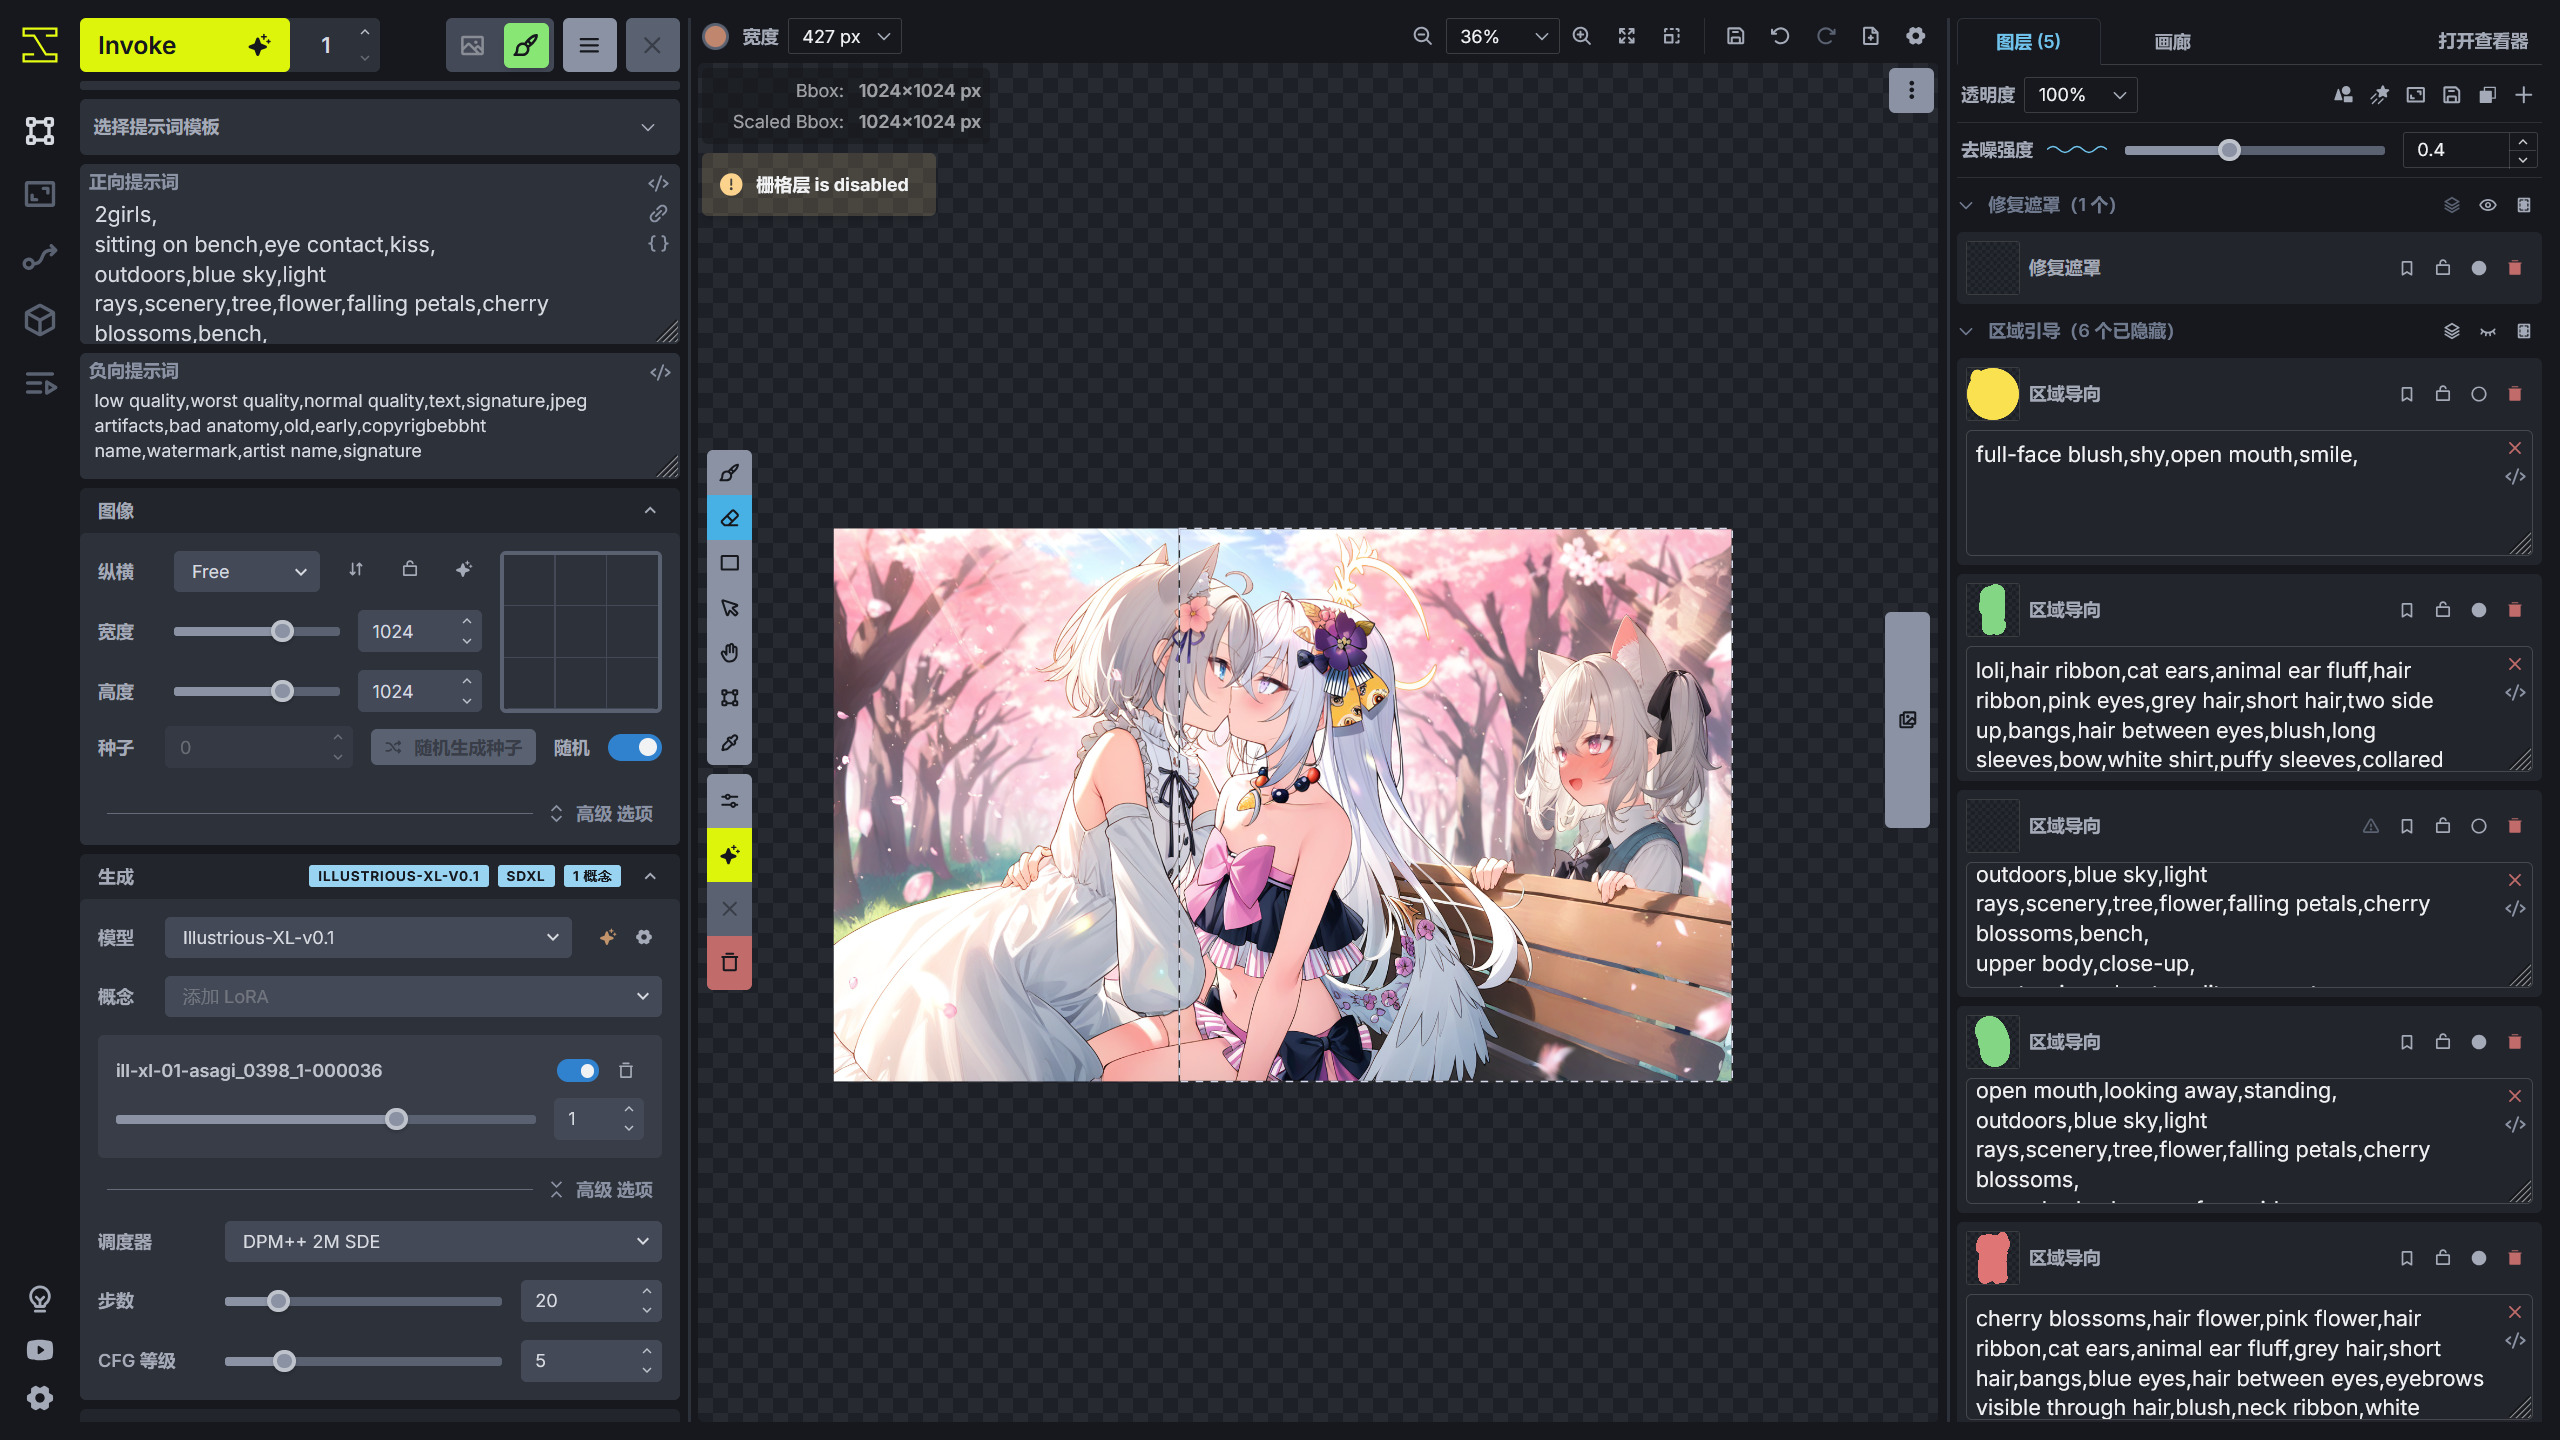 Invoke
1
选择提示词模板
正向提示词
2girls,
sitting on bench,eye contact,kiss,
outdoors,blue sky,light
rays,scenery,tree,flower,falling petals,cherry
blossoms,bench,
负向提示词
low quality,worst quality,normal quality,text,signature,jpeg
artifacts,bad anatomy,old,early,copyrigbebbht
name,watermark,artist name,signature
图像
纵横
Free
宽度
1024
高度
1024
种子
0
随机生成种子
随机
高级 选项
生成
ILLUSTRIOUS-XL-V0.1
SDXL
1 概念
模型
Illustrious-XL-v0.1
概念
添加 LoRA
ill-xl-01-asagi_0398_1-000036
1
高级 选项
调度器
DPM++ 2M SDE
步数
20
CFG 等级
5
宽度
427 px
36%
Bbox: 1024×1024 px
Scaled Bbox: 1024×1024 px
栅格层 is disabled
图层 (5)
画廊
打开查看器
透明度
100%
去噪强度
0.4
修复遮罩 (1 个)
修复遮罩
区域引导 (6 个已隐藏)
区域导向
full-face blush,shy,open mouth,smile,
区域导向
loli,hair ribbon,cat ears,animal ear fluff,hair
ribbon,pink eyes,grey hair,short hair,two side
up,bangs,hair between eyes,blush,long
sleeves,bow,white shirt,puffy sleeves,collared
区域导向
outdoors,blue sky,light
rays,scenery,tree,flower,falling petals,cherry
blossoms,bench,
upper body,close-up,
区域导向
open mouth,looking away,standing,
outdoors,blue sky,light
rays,scenery,tree,flower,falling petals,cherry
blossoms,
区域导向
cherry blossoms,hair flower,pink flower,hair
ribbon,cat ears,animal ear fluff,grey hair,short
hair,bangs,blue eyes,hair between eyes,eyebrows
visible through hair,blush,neck ribbon,white